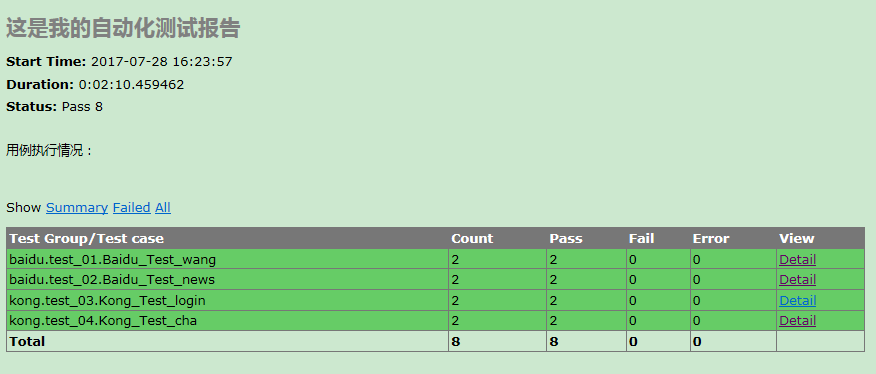 这是我的自动化测试报告
Start Time: 2017-07-28 16:23:57
Duration: 0:02:10.459462
Status: Pass 8
用例执行情况：
Show Summary Failed All
Test Group/Test case Count Pass Fail Error View
baidu.test_01.Baidu_Test_wang 2 2 0 0 Detail
baidu.test_02.Baidu_Test_news 2 2 0 0 Detail
kong.test_03.Kong_Test_login 2 2 0 0 Detail
kong.test_04.Kong_Test_cha 2 2 0 0 Detail
Total 8 8 0 0